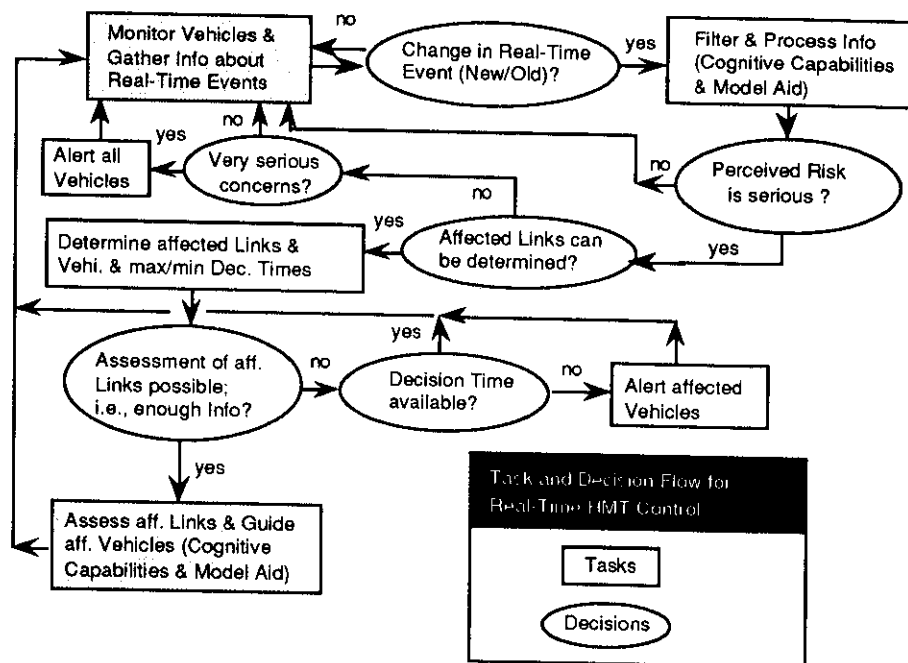 Monitor Vehicles &
Gather Info about
Real-Time Events
no
Change in Real-Time
Event (New/Old)?
yes
Filter & Process Info
(Cognitive Capabilities
& Model Aid)
no
yes
Alert all
Vehicles
Very serious
concerns?
no
Perceived Risk
is serious ?
no
yes
Determine affected Links &
Vehi. & max/min Dec. Times
yes
Affected Links can
be determined?
Assessment of aff.
Links possible;
i.e., enough Info?
no
yes
Decision Time
available?
no
Alert affected
Vehicles
yes
Assess aff. Links & Guide
aff. Vehicles (Cognitive
Capabilities & Model Aid)
Task and Decision Flow for
Real-Time HMT Control
Tasks
Decisions